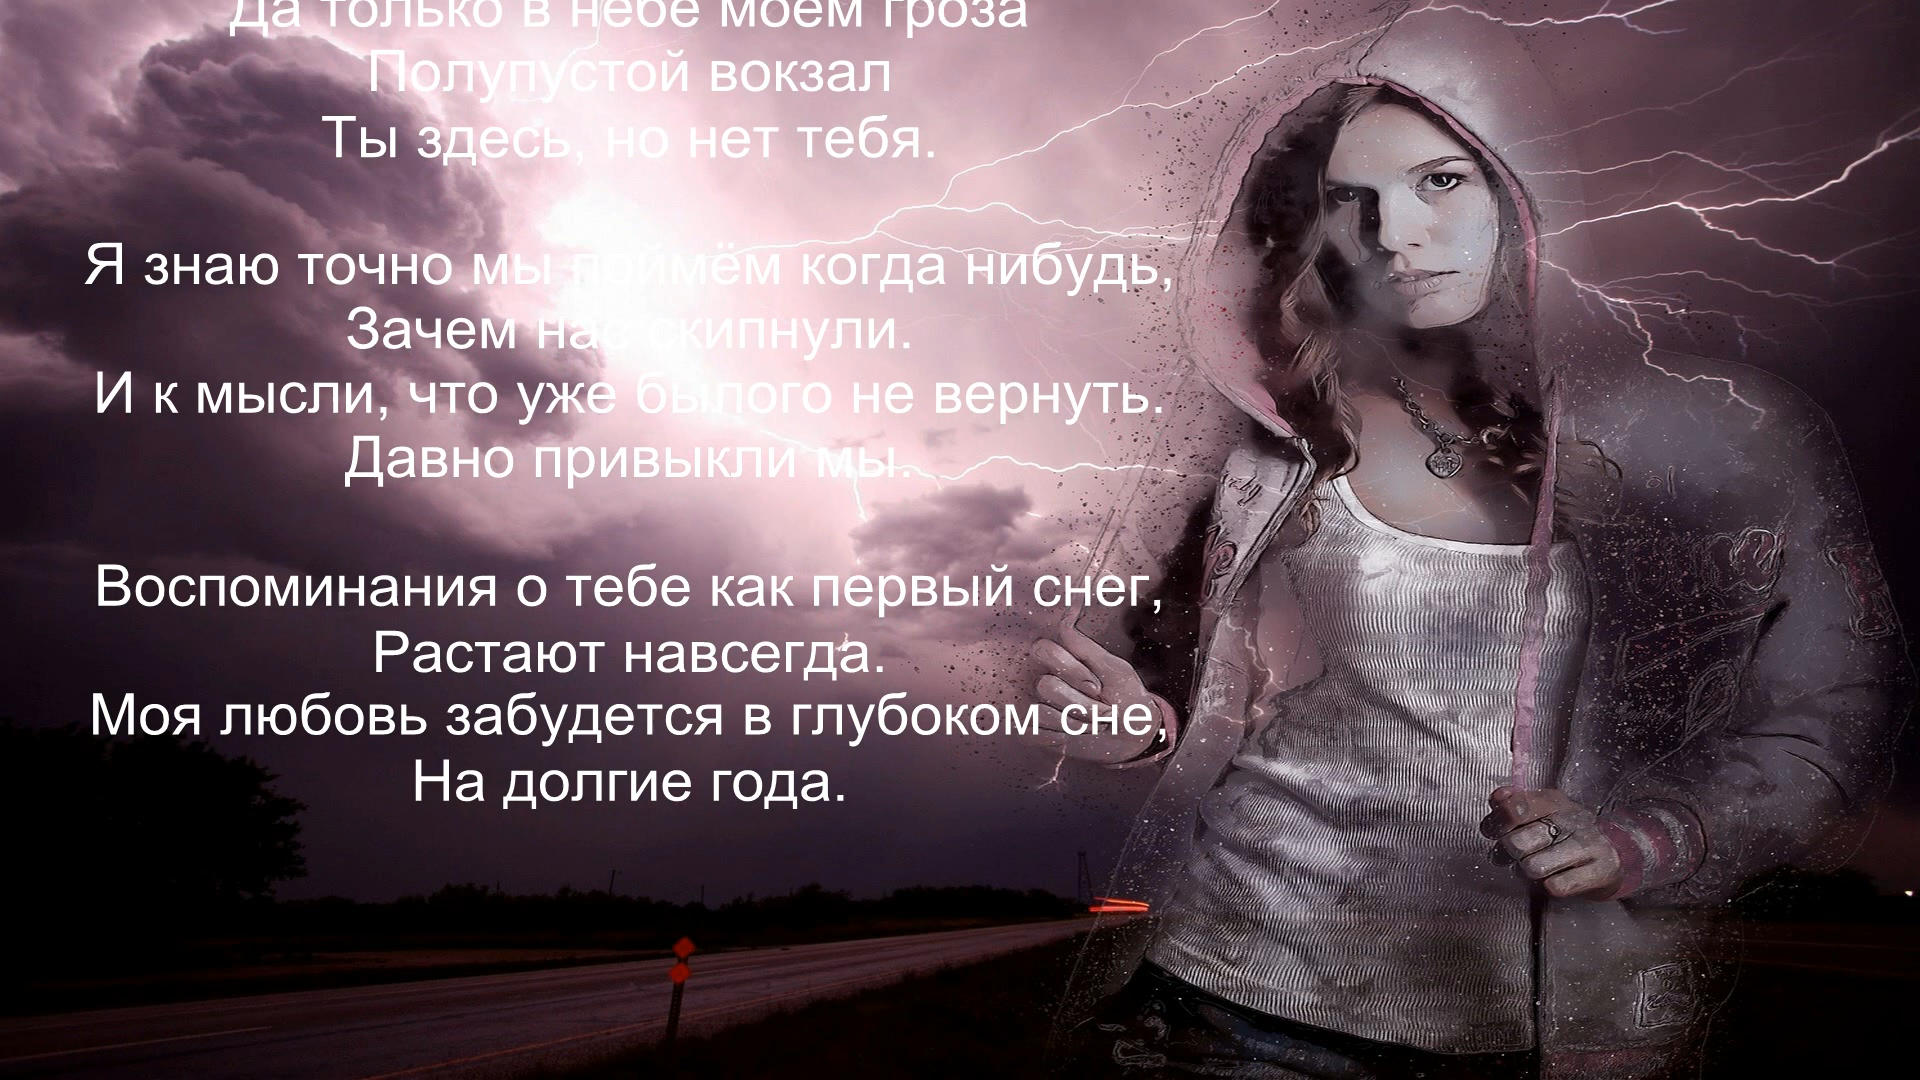 Да только в небе моём гроза
Полупустой вокзал
Ты здесь, но нет тебя.
Я знаю точно мы поймём когда нибудь,
Зачем нас скипнули.
И к мысли, что уже былого не вернуть.
Давно привыкли мы.
Воспоминания о тебе как первый снег,
Растают навсегда.
Моя любовь забудется в глубоком сне,
На долгие года.